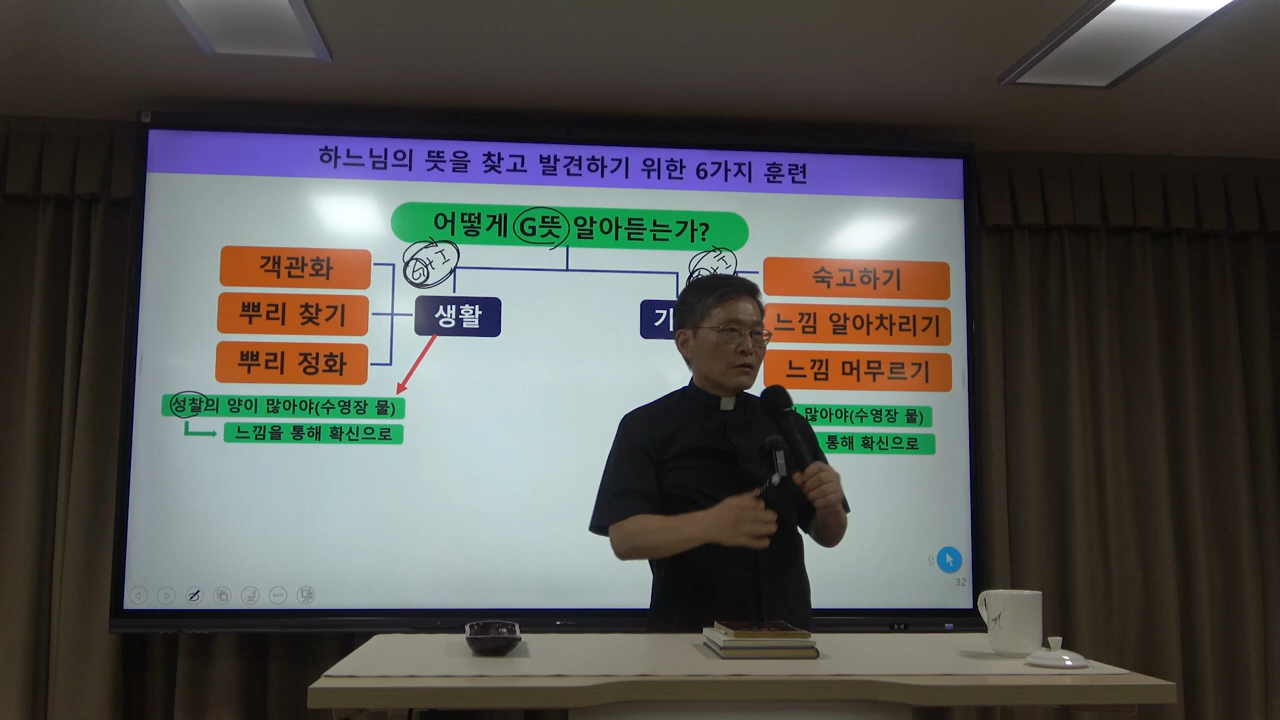 하느님의 뜻을 찾고 발견하기 위한 6가지 훈련
어떻게 G뜻 알아듣는가?
G+I
객관화
뿌리 찾기
뿌리 정화
생활
기
숙고하기
느낌 알아차리기
느낌 머무르기
성찰의 양이 많아야(수영장 물)
느낌을 통해 확신으로
많아야(수영장 물)
통해 확신으로
32